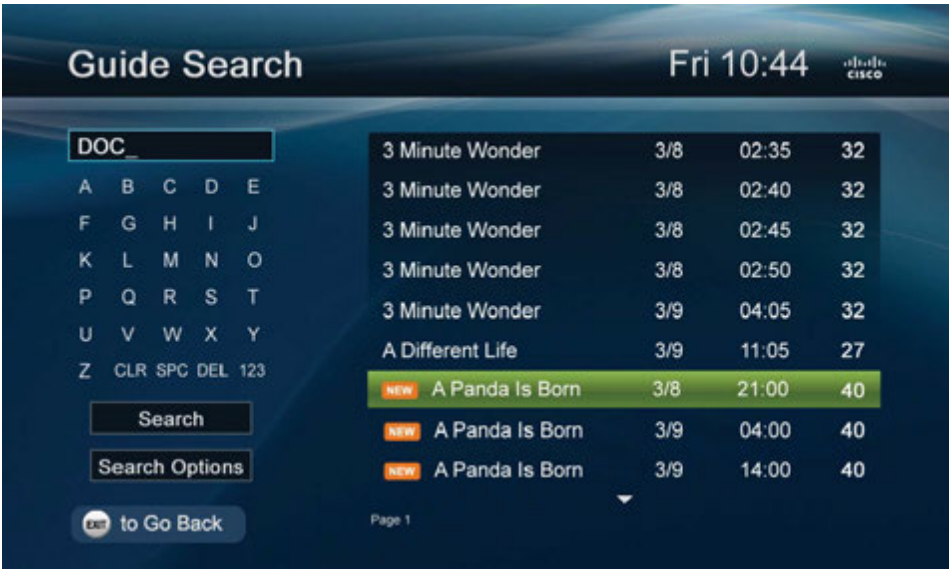 Guide Search
Fri 10:44
CISCO
DOC_
A B C D E
F G H I J
K L M N O
P Q R S T
U V W X Y
Z CLR SPC DEL 123
Search
Search Options
EXIT to Go Back
3 Minute Wonder 3/8 02:35 32
3 Minute Wonder 3/8 02:40 32
3 Minute Wonder 3/8 02:45 32
3 Minute Wonder 3/8 02:50 32
3 Minute Wonder 3/9 04:05 32
A Different Life 3/9 11:05 27
NEW A Panda Is Born 3/8 21:00 40
NEW A Panda Is Born 3/9 04:00 40
NEW A Panda Is Born 3/9 14:00 40
Page 1